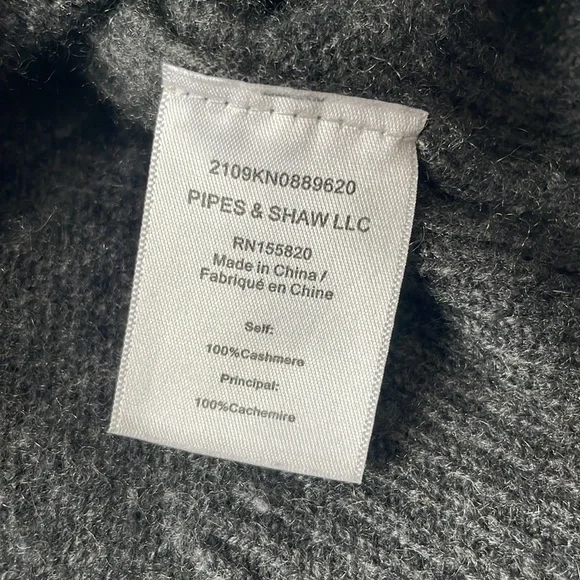 2109KN0889620
PIPES & SHAW LLC
RN155820
Made in China /
Fabriqué en Chine
Self:
100%Cashmere
Principal:
100%Cachemire